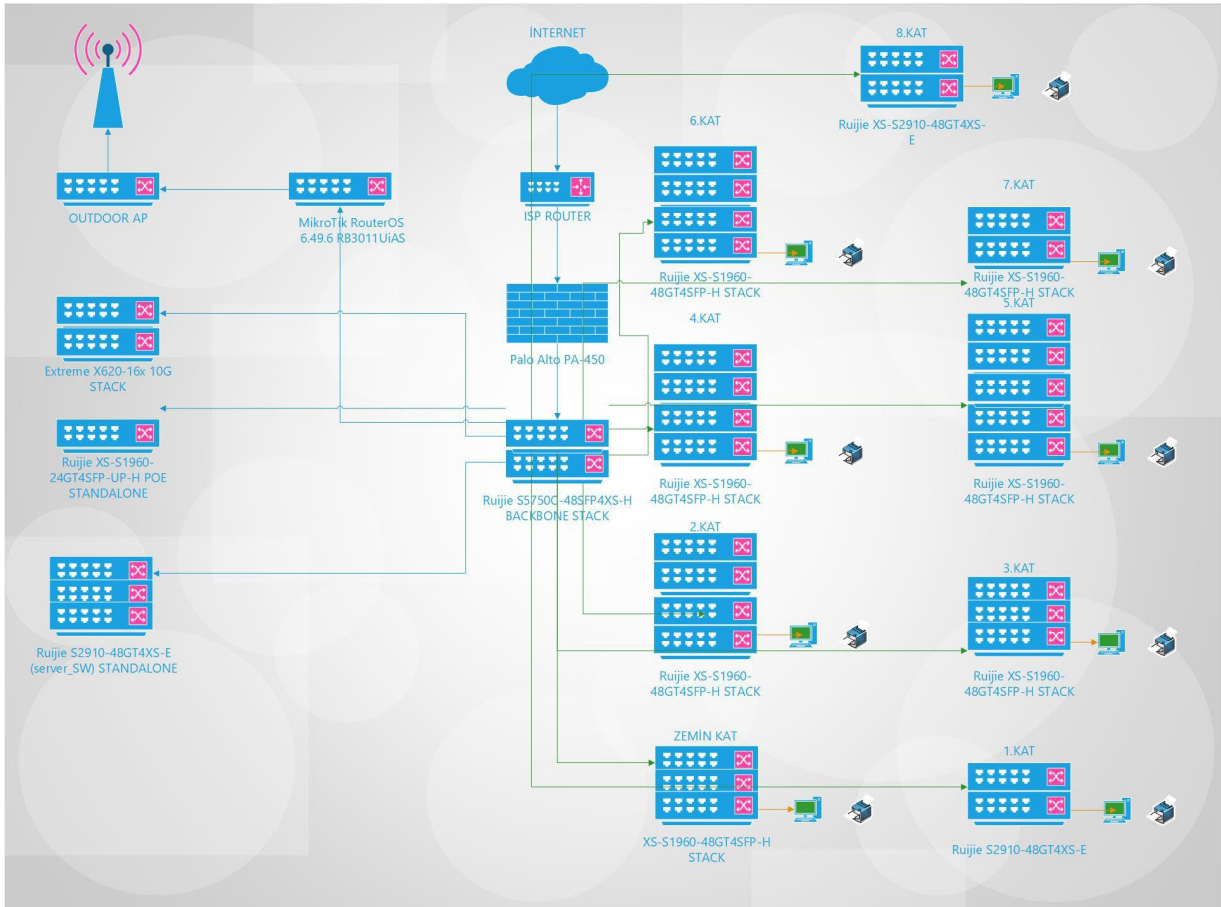 İNTERNET
8.KAT
Ruijie XS-S2910-48GT4XS-
E
6.KAT
7.KAT
OUTDOOR AP
MikroTik RouterOS
6.49.6 RB3011UiAS
ISP ROUTER
Ruijie XS-S1960-
48GT4SFP-H STACK
Ruijie XS-S1960-
48GT4SFP-H STACK
5.KAT
4.KAT
Extreme X620-16x 10G
STACK
Palo Alto PA-450
Ruijie XS-S1960-
24GT4SFP-UP-H POE
STANDALONE
Ruijie S5750C-48SFP4XS-H
BACKBONE STACK
Ruijie XS-S1960-
48GT4SFP-H STACK
Ruijie XS-S1960-
48GT4SFP-H STACK
2.KAT
3.KAT
Ruijie S2910-48GT4XS-E
(server_SW) STANDALONE
Ruijie XS-S1960-
48GT4SFP-H STACK
Ruijie XS-S1960-
48GT4SFP-H STACK
ZEMİN KAT
1.KAT
XS-S1960-48GT4SFP-H
STACK
Ruijie S2910-48GT4XS-E